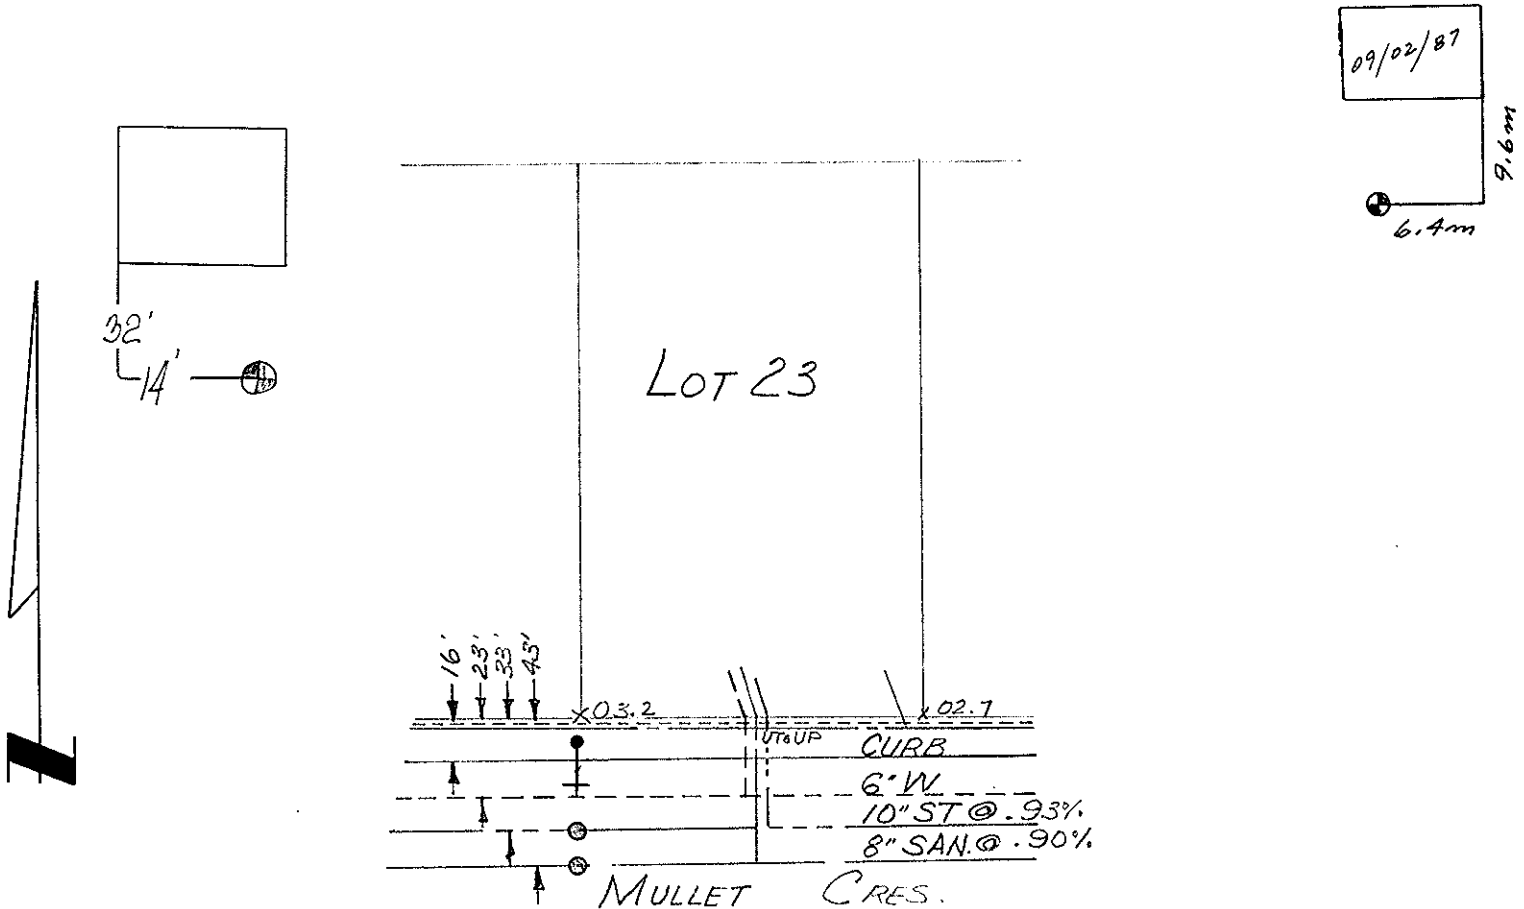 09/02/87
9.6m
6.4m
32'
14'
LOT 23
16'
23'
33'
43'
03.2
02.7
UT&UP
CURB
6" W
10" ST @ .93%
8" SAN. @ .90%
MULLET CRES.
N